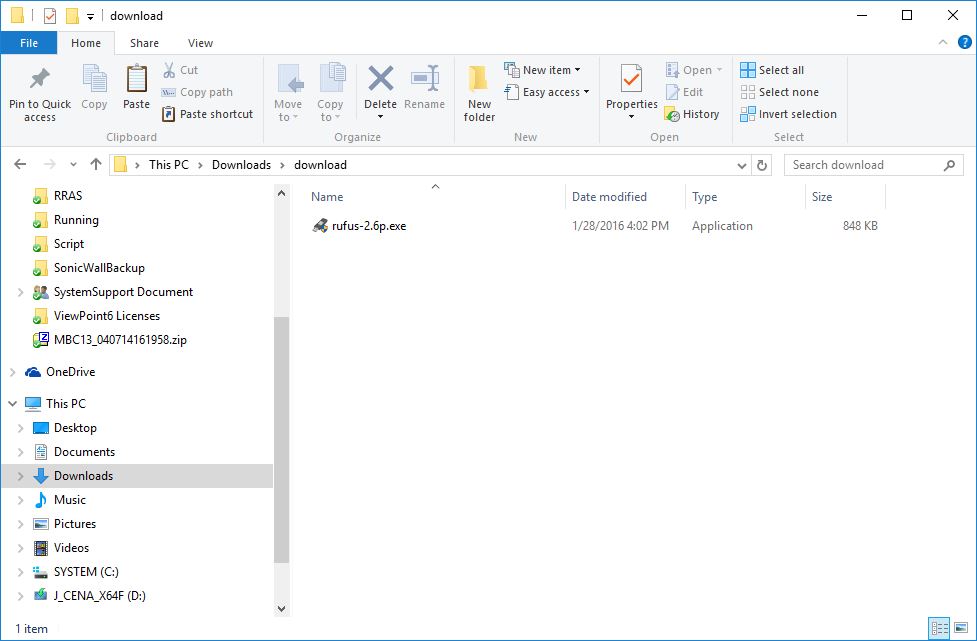 download
File Home Share View
Pin to Quick access
Copy
Paste
Cut
Copy path
Paste shortcut
Clipboard
Move to
Copy to
Delete
Rename
Organize
New folder
New item
Easy access
New
Properties
Open
Edit
History
Open
Select all
Select none
Invert selection
Select
This PC > Downloads > download
Search download
Name Date modified Type Size
rufus-2.6p.exe 1/28/2016 4:02 PM Application 848 KB
RRAS
Running
Script
SonicWallBackup
SystemSupport Document
ViewPoint6 Licenses
MBC13_040714161958.zip
OneDrive
This PC
Desktop
Documents
Downloads
Music
Pictures
Videos
SYSTEM (C:)
J_CENA_X64F (D:)
1 item